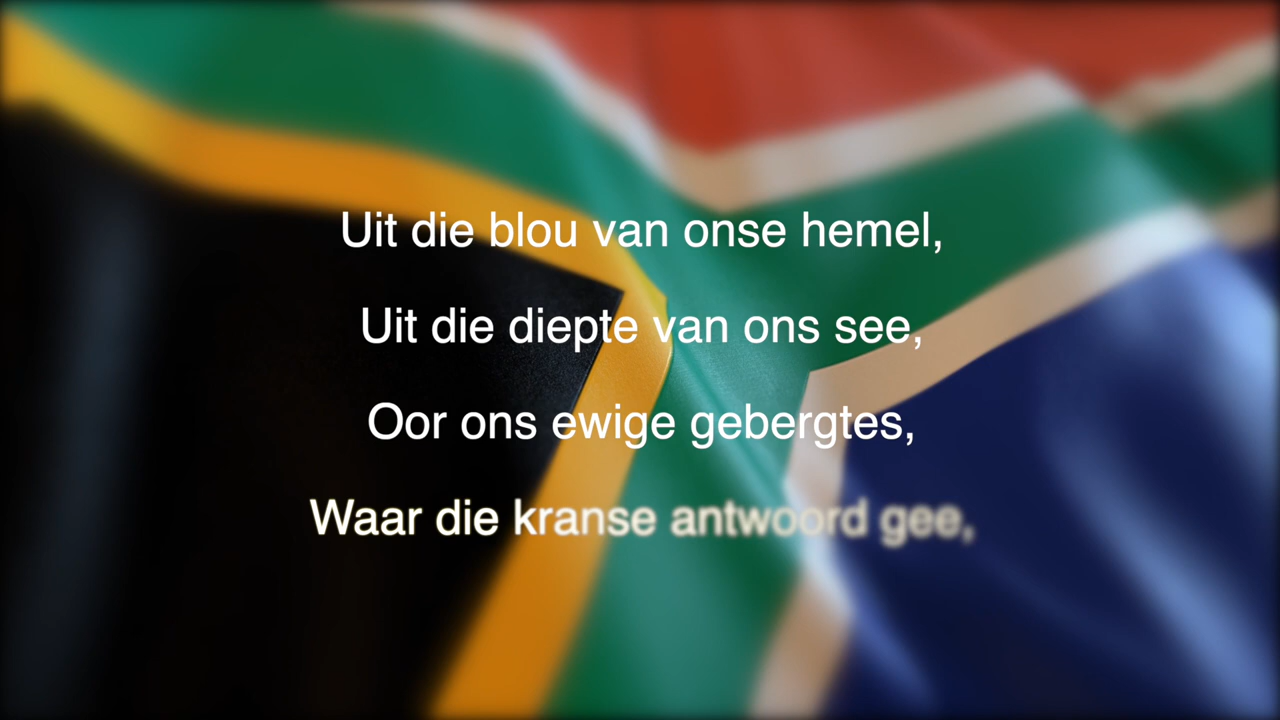 Uit die blou van onse hemel,
Uit die diepte van ons see,
Oor ons ewige gebergtes,
Waar die kranse antwoord gee,